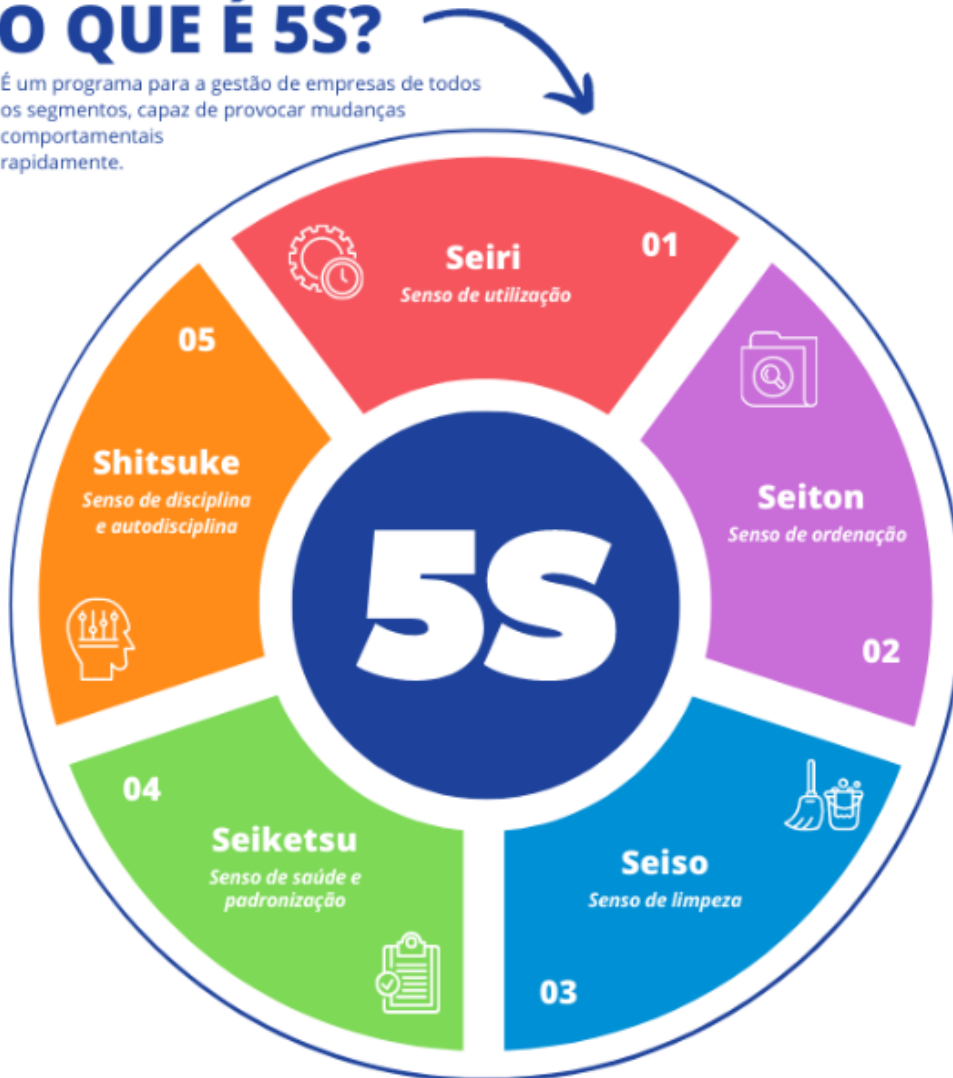 O QUE É 5S?
É um programa para a gestão de empresas de todos
os segmentos, capaz de provocar mudanças
comportamentais
rapidamente.
01
Seiri
Senso de utilização
Seiton
Senso de ordenação
02
Seiso
Senso de limpeza
03
04
Seiketsu
Senso de saúde e
padronização
05
Shitsuke
Senso de disciplina
e autodisciplina
5S